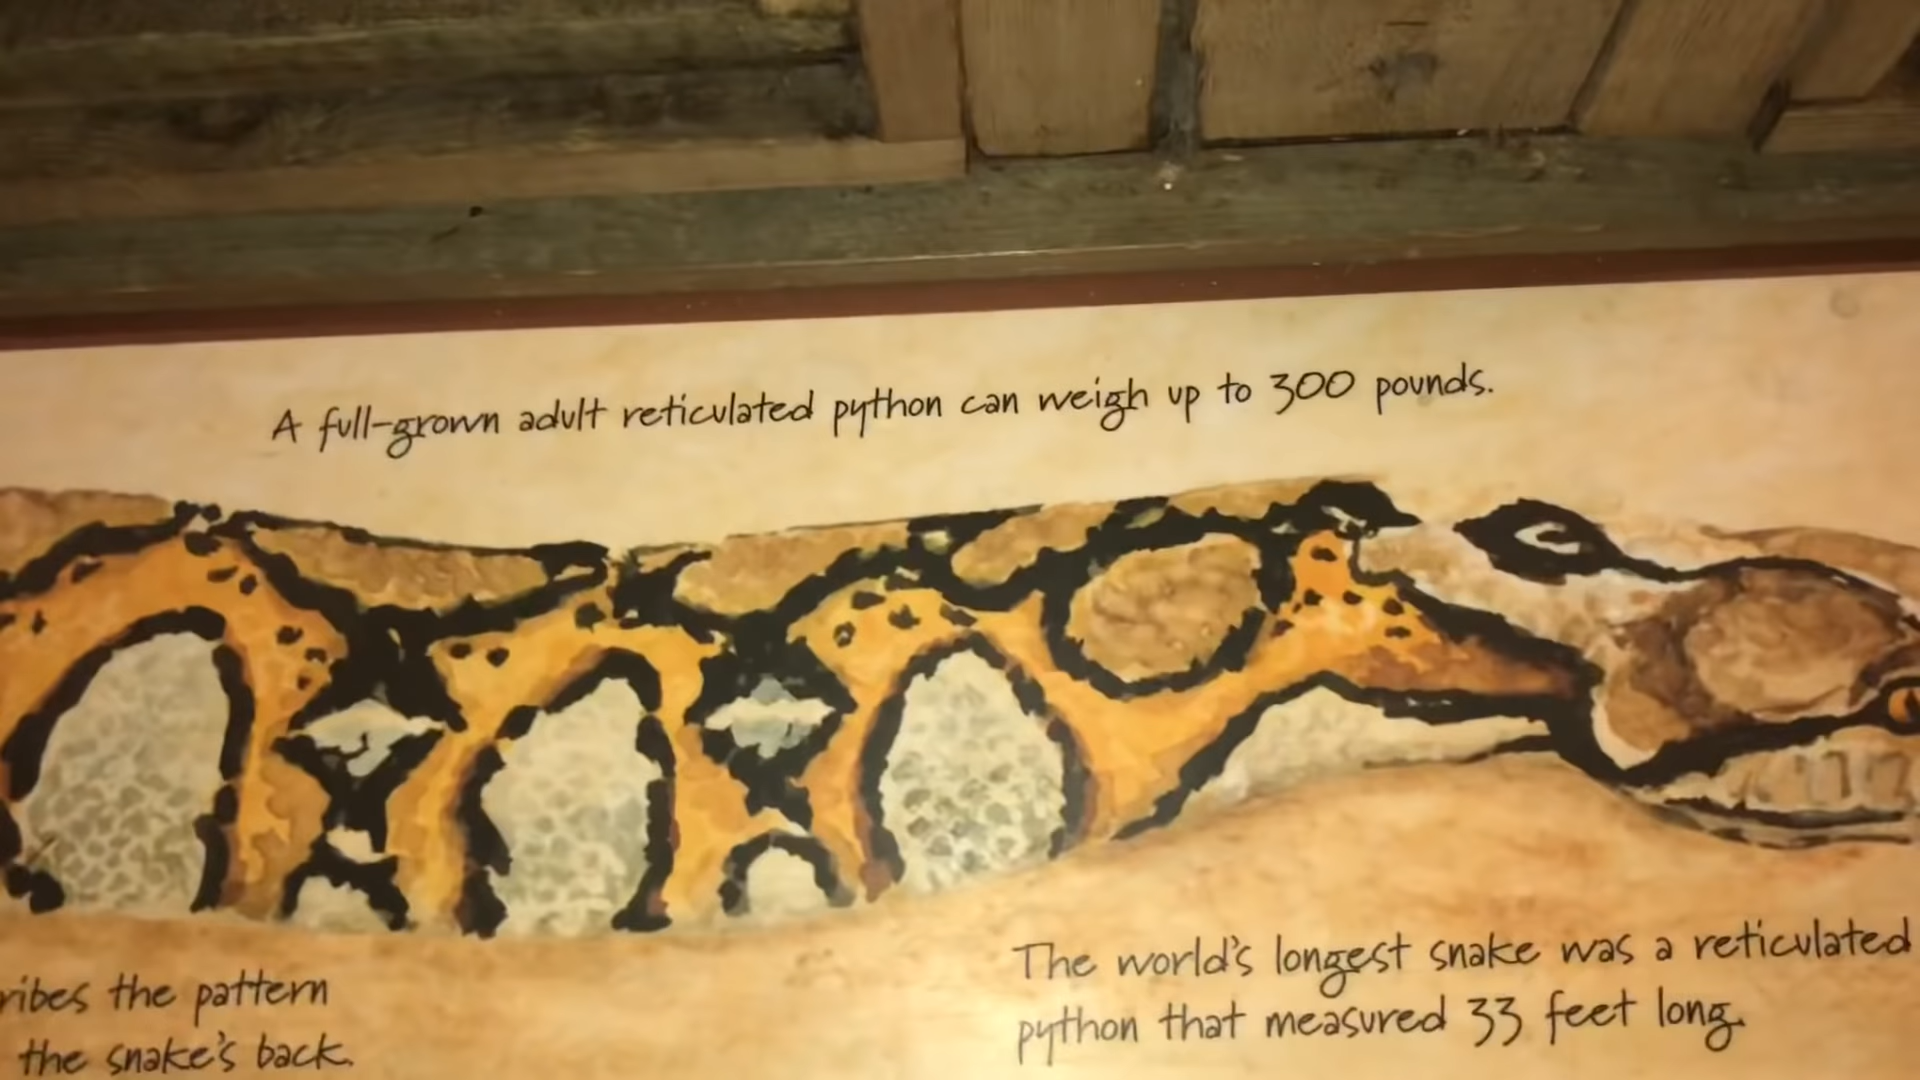 A full-grown adult reticulated python can weigh up to 300 pounds.
the pattern
the snake's back.
The world's longest snake was a reticulated
python that measured 33 feet long.